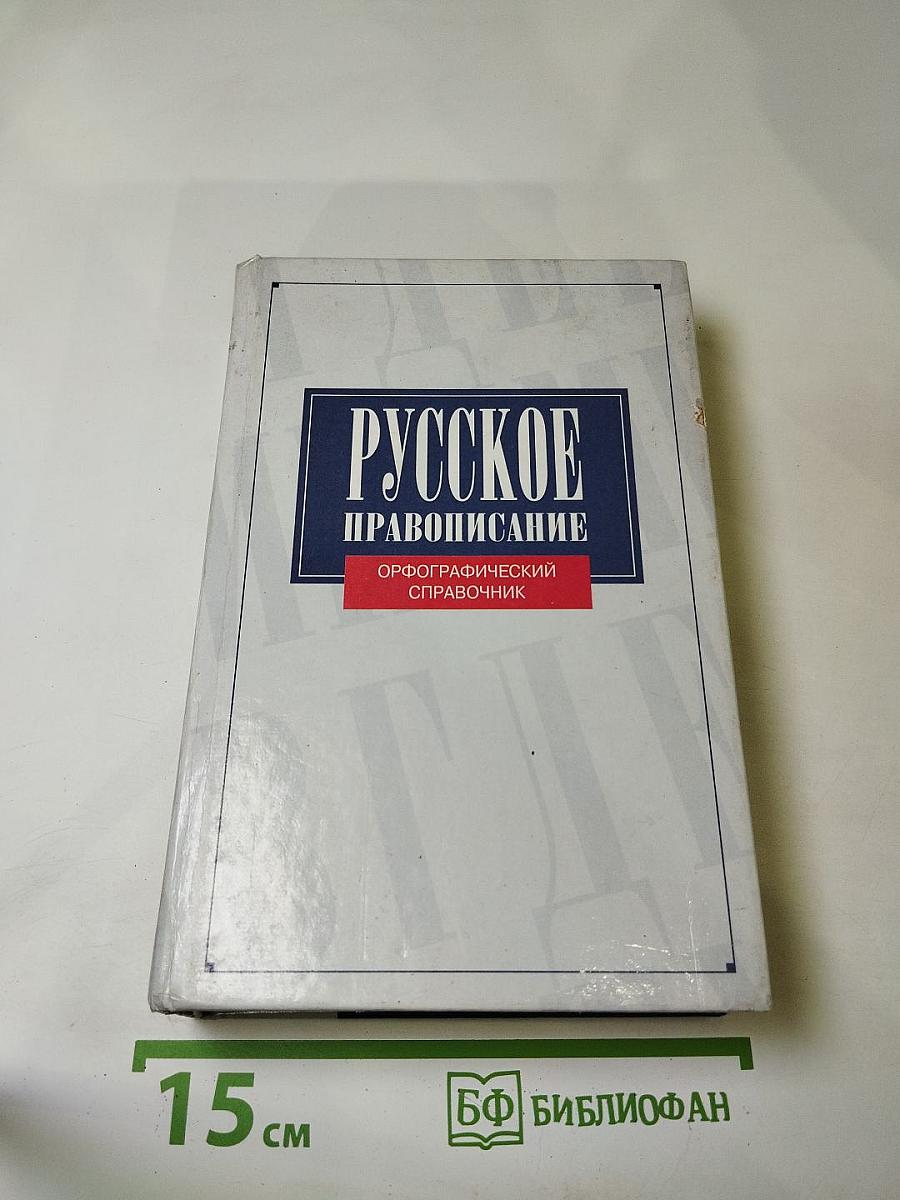 РУССКОЕ
ПРАВОПИСАНИЕ
ОРФОГРАФИЧЕСКИЙ
СПРАВОЧНИК
15 см
БФ БИБЛИОФАН